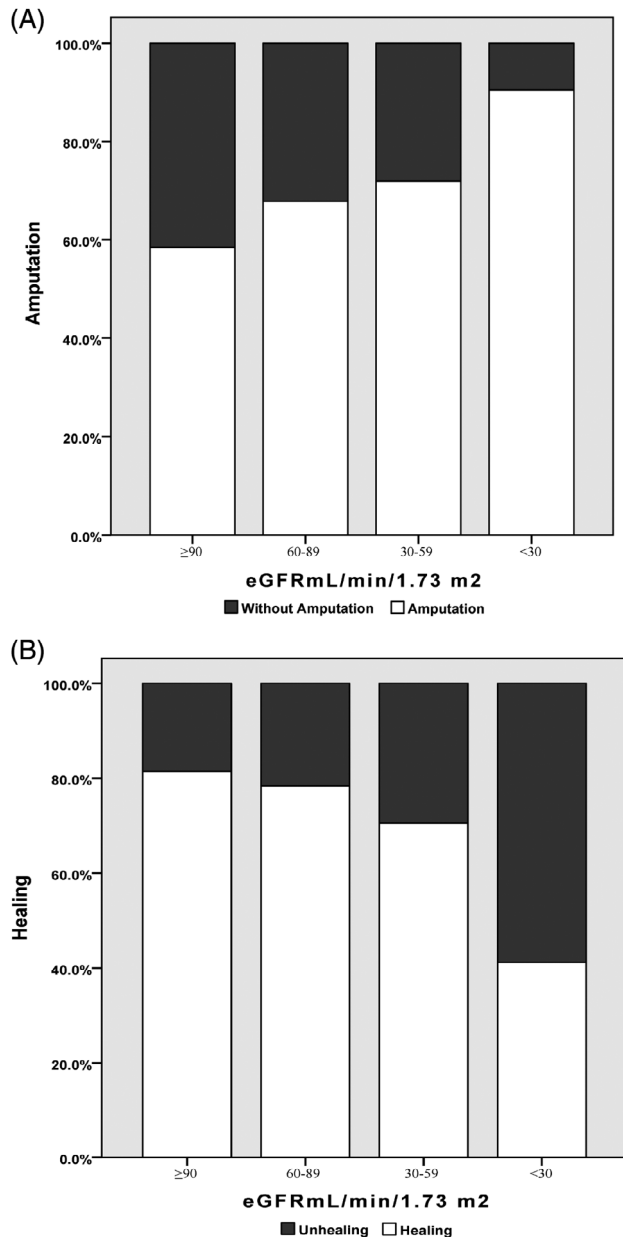 (A)
100.0%
80.0%
60.0%
40.0%
20.0%
0.0%
Amputation
≥90 60-89 30-59 <30
eGFRmL/min/1.73 m2
Without Amputation Amputation
(B)
100.0%
80.0%
60.0%
40.0%
20.0%
0.0%
Healing
≥90 60-89 30-59 <30
eGFRmL/min/1.73 m2
Unhealing Healing